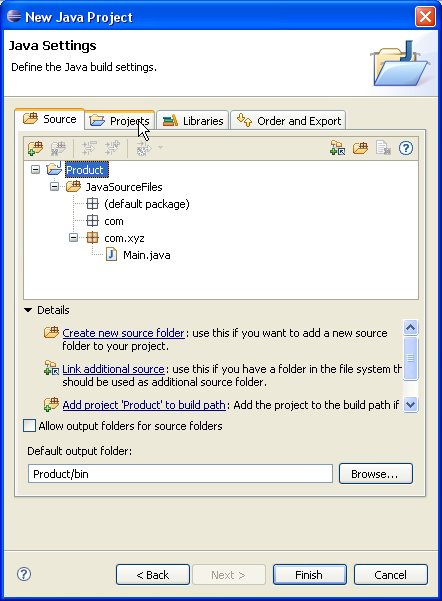 New Java Project
Java Settings
Define the Java build settings.
Source Projects Libraries Order and Export
Product
JavaSourceFiles
(default package)
com
com.xyz
Main.java
Details
Create new source folder: use this if you want to add a new source
folder to your project.
Link additional source: use this if you have a folder in the file system th
should be used as additional source folder.
Add project 'Product' to build path: Add the project to the build path if
Allow output folders for source folders
Default output folder:
Product/bin Browse...
< Back Next > Finish Cancel